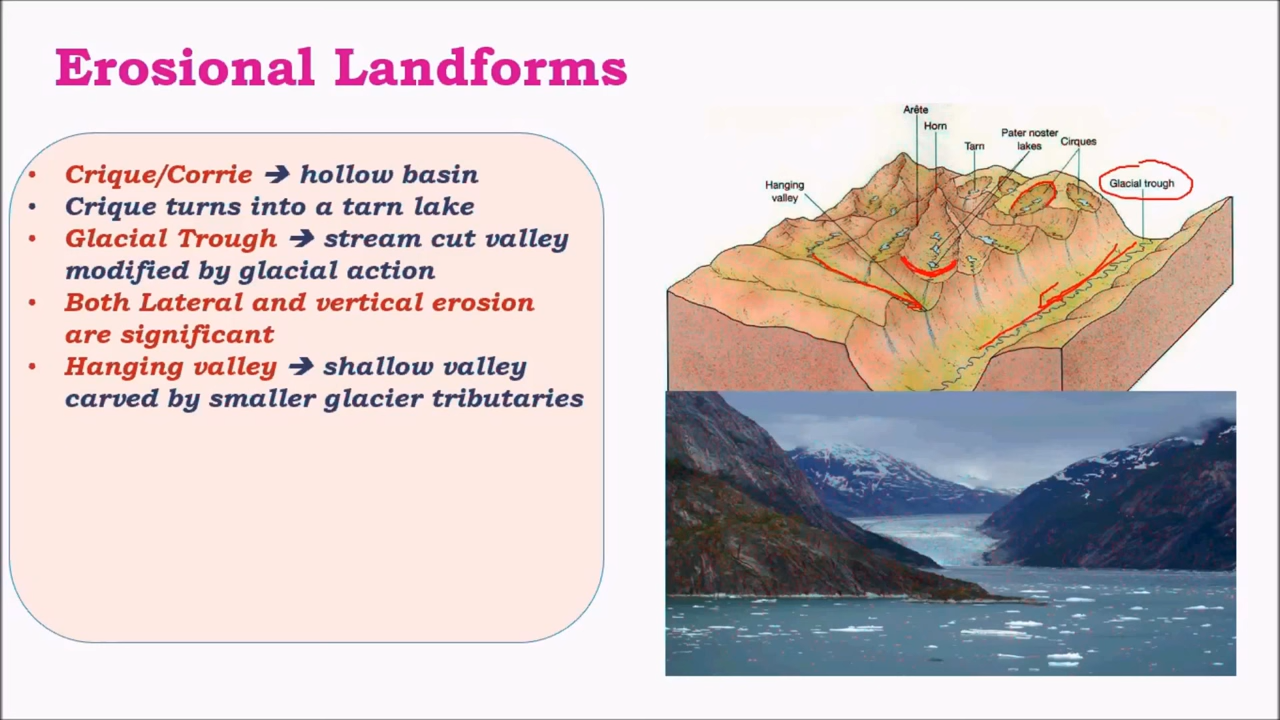 Erosional Landforms
• Crique/Corrie ➔ hollow basin
• Crique turns into a tarn lake
• Glacial Trough ➔ stream cut valley
modified by glacial action
• Both Lateral and vertical erosion
are significant
• Hanging valley ➔ shallow valley
carved by smaller glacier tributaries
Arête
Horn
Tarn
Pater noster
lakes
Cirques
Hanging
valley
Glacial trough